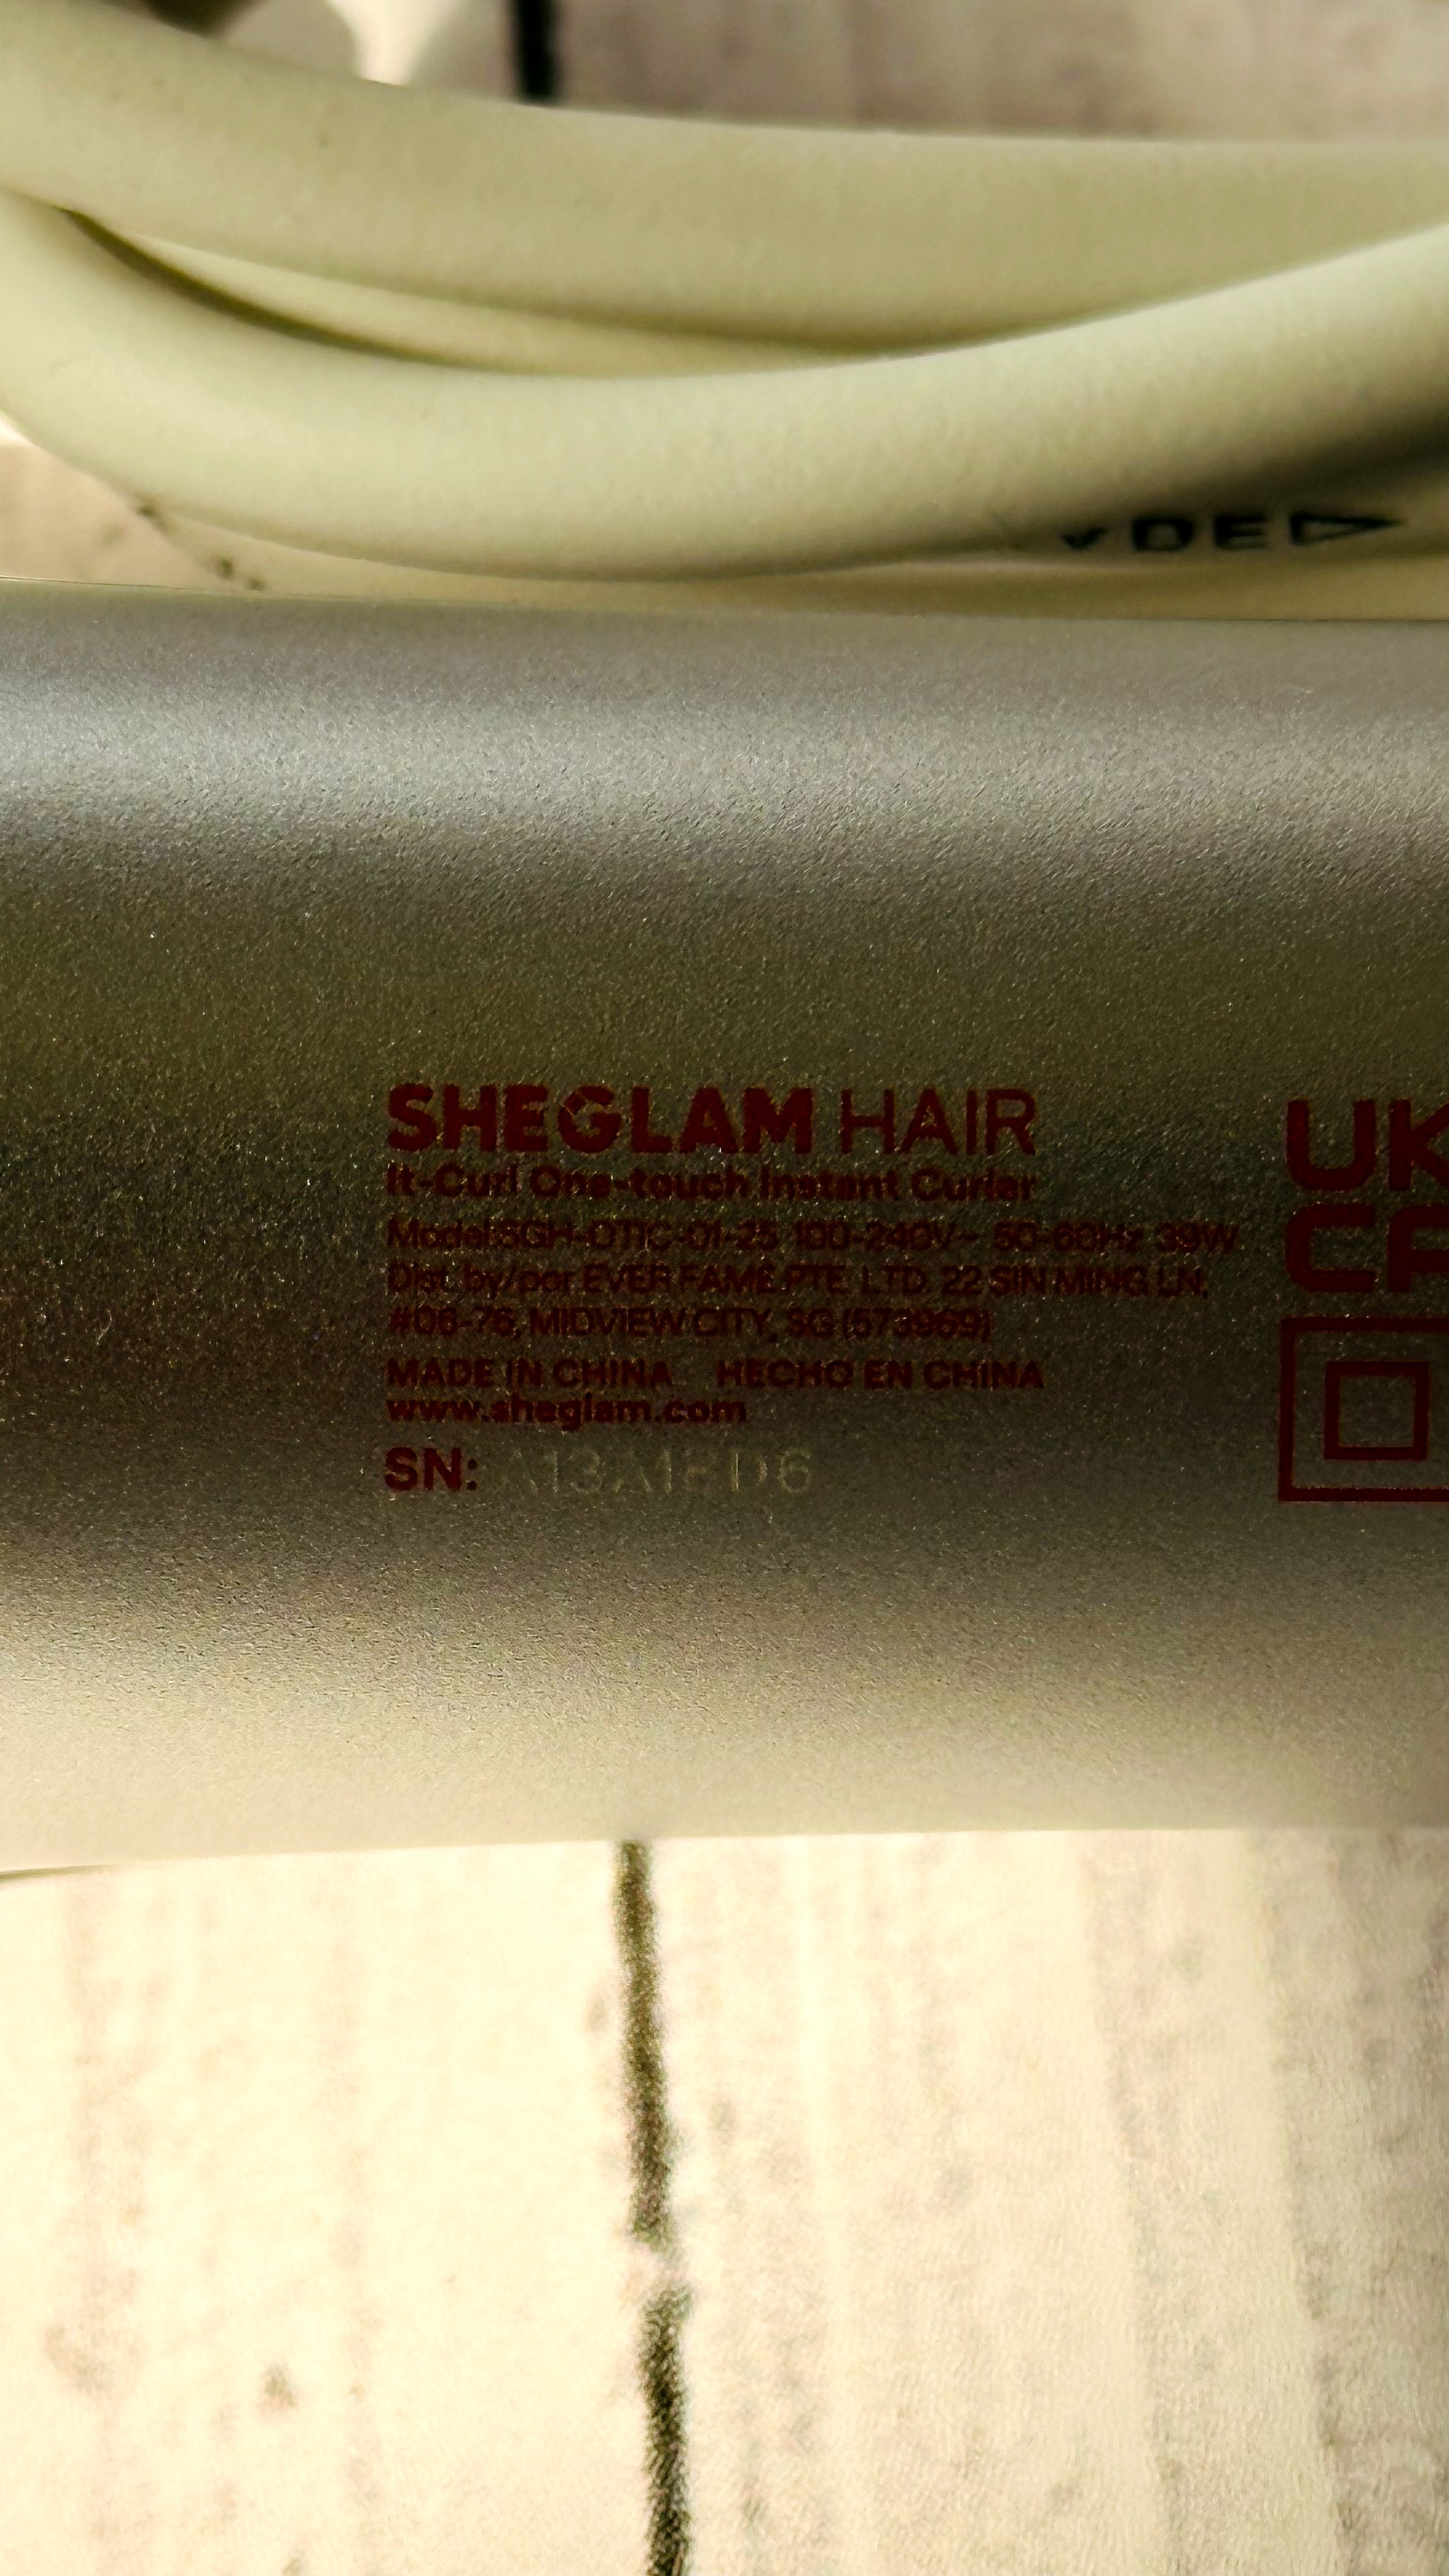 DE
SHEGLAM HAIR
It-Curl One-touch Instant Curler
Model:SGH-OTIC-01-25 100-240V~ 50-60Hz 39W
Dist. by/por EVER FAME PTE. LTD. 22 SIN MING LN,
#06-76, MIDVIEW CITY, SG (573969)
MADE IN CHINA HECHO EN CHINA
www.sheglam.com
SN:
UK